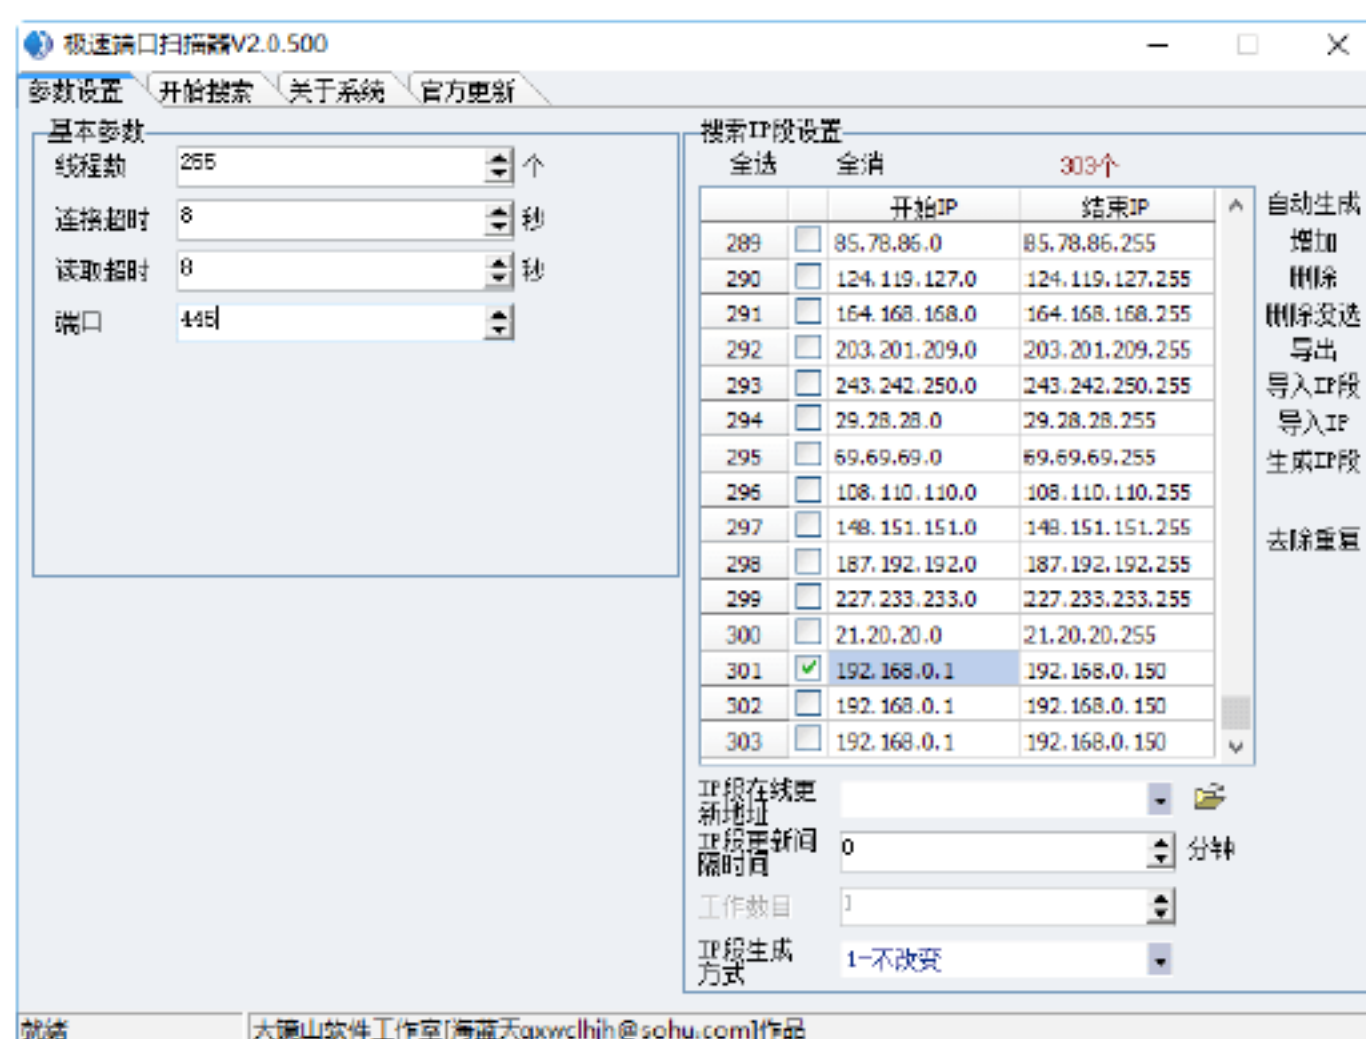 极速端口扫描器V2.0.500
参数设置 开始搜索 关于系统 官方更新
基本参数
线程数 255 个
连接超时 8 秒
读取超时 8 秒
端口 445
搜索IP段设置
全选 全消 303个
开始IP 结束IP
289 85.78.86.0 85.78.86.255
290 124.119.127.0 124.119.127.255
291 164.168.168.0 164.168.168.255
292 203.201.209.0 203.201.209.255
293 243.242.250.0 243.242.250.255
294 29.28.28.0 29.28.28.255
295 69.69.69.0 69.69.69.255
296 108.110.110.0 108.110.110.255
297 148.151.151.0 148.151.151.255
298 187.192.192.0 187.192.192.255
299 227.233.233.0 227.233.233.255
300 21.20.20.0 21.20.20.255
301 192.168.0.1 192.168.0.150
302 192.168.0.1 192.168.0.150
303 192.168.0.1 192.168.0.150
自动生成
增加
删除
删除没选
导出
导入IP段
导入IP
生成IP段
去除重复
IP段在线更
新地址
IP段更新间
隔时间 0 分钟
工作数目 1
IP段生成
方式 1-不改变
就绪 大镜山软件工作室[海蓝天qxwclhjh@sohu.com]作品